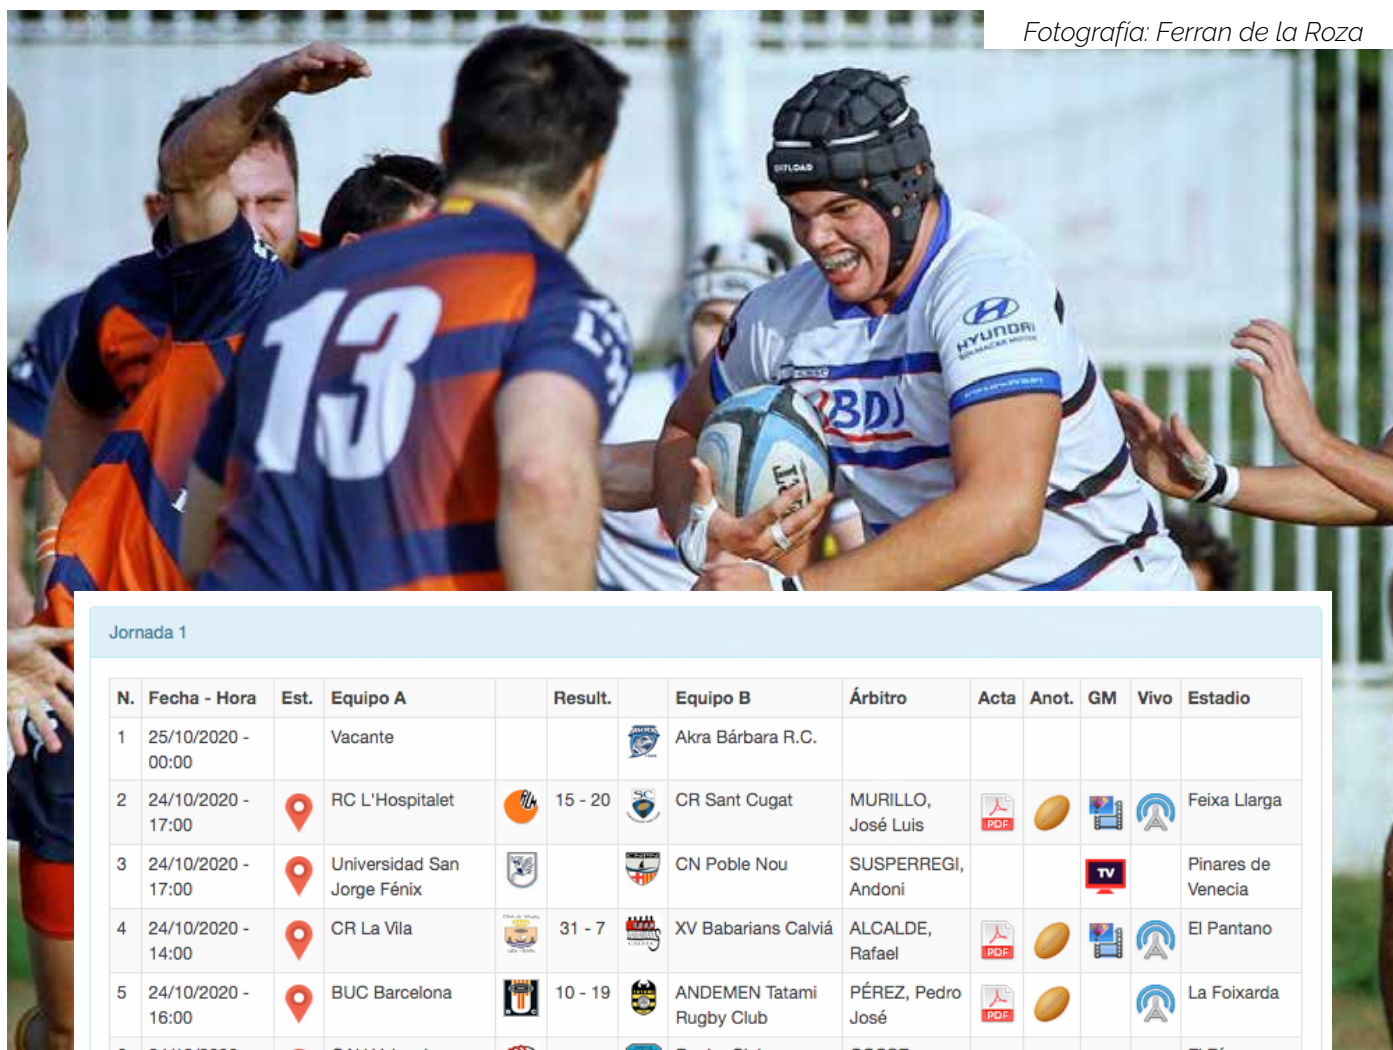 Fotografía: Ferran de la Roza
GILLOAD
13
HYUNDAI
BDJ
Jornada 1
N. Fecha - Hora Est. Equipo A Result. Equipo B Árbitro Acta Anot. GM Vivo Estadio
1 25/10/2020 - Vacante Akra Bárbara R.C.
00:00
2 24/10/2020 - RC L'Hospitalet 15 - 20 SC CR Sant Cugat MURILLO, PDF Feixa Llarga
17:00 José Luis
3 24/10/2020 - Universidad San CN Poble Nou SUSPERREGI, TV Pinares de
17:00 Jorge Fénix Andoni Venecia
4 24/10/2020 - CR La Vila 31 - 7 XV Babarians Calviá ALCALDE, PDF El Pantano
14:00 Rafael
5 24/10/2020 - BUC Barcelona 10 - 19 ANDEMEN Tatami PÉREZ, Pedro PDF La Foixarda
16:00 Rugby Club José